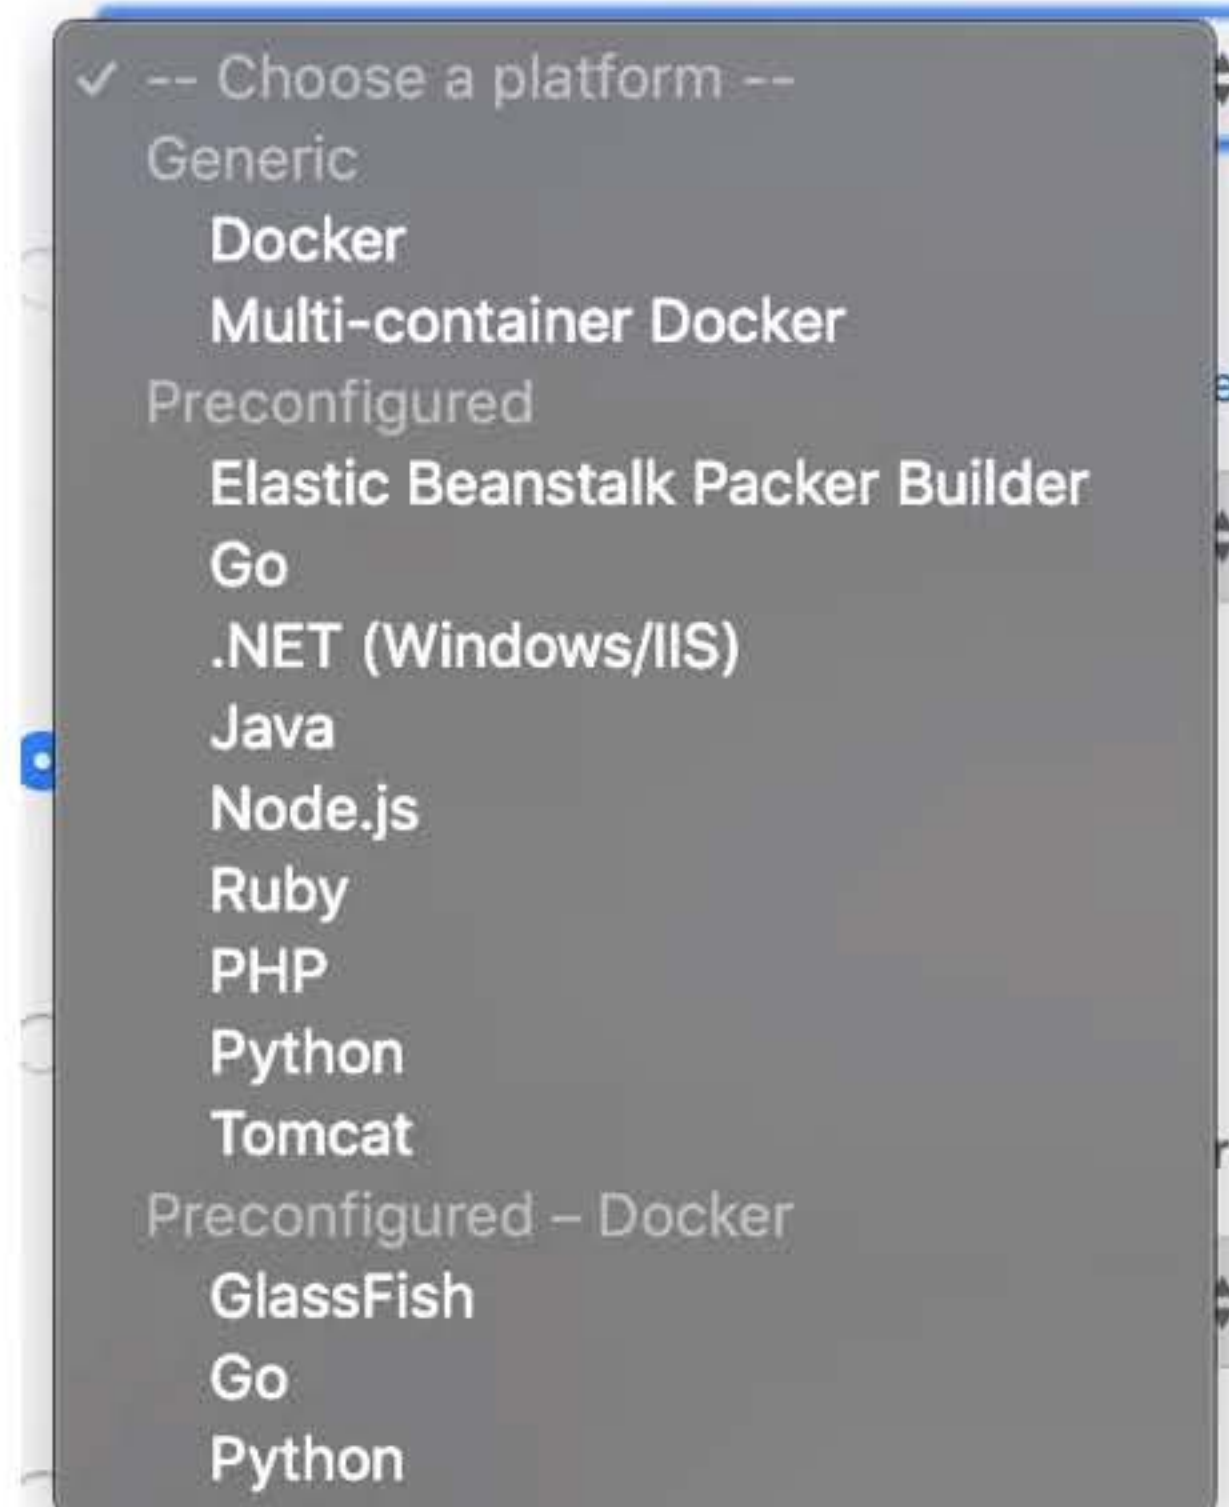 ✓ -- Choose a platform --
Generic
Docker
Multi-container Docker
Preconfigured
Elastic Beanstalk Packer Builder
Go
.NET (Windows/IIS)
Java
Node.js
Ruby
PHP
Python
Tomcat
Preconfigured – Docker
GlassFish
Go
Python